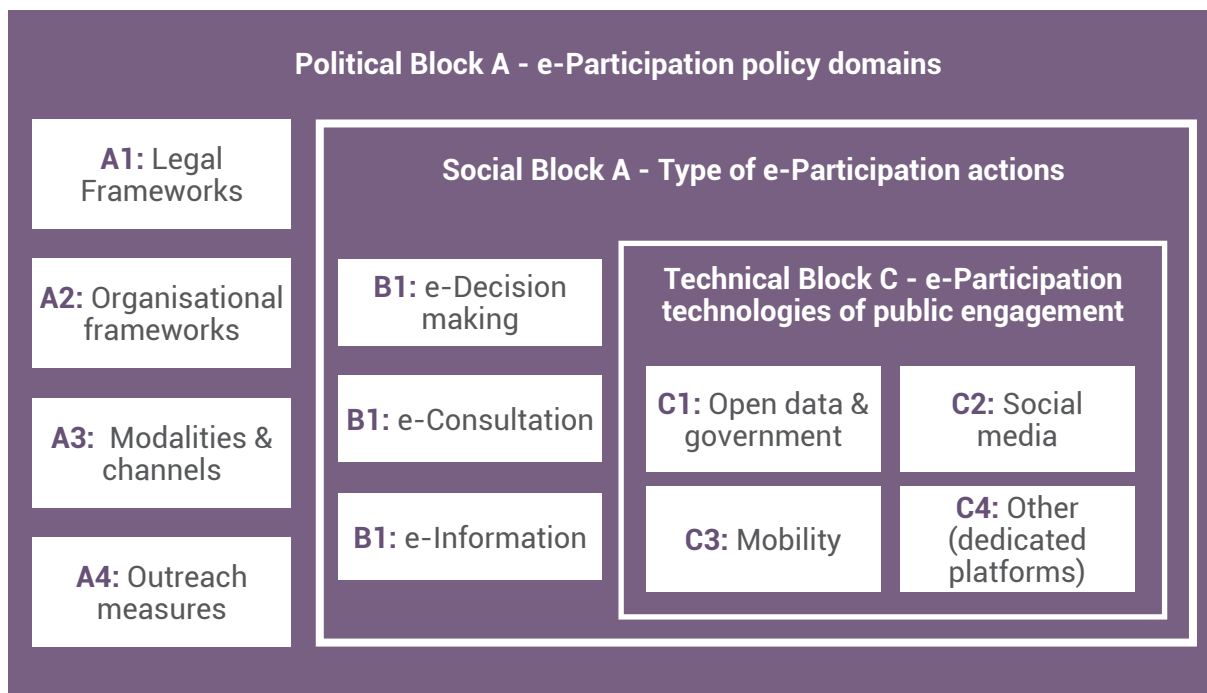 Political Block A - e-Participation policy domains
A1: Legal
Frameworks
A2: Organisational
frameworks
A3: Modalities &
channels
A4: Outreach
measures
Social Block A - Type of e-Participation actions
B1: e-Decision
making
B1: e-Consultation
B1: e-Information
Technical Block C - e-Participation
technologies of public engagement
C1: Open data &
government
C2: Social
media
C3: Mobility
C4: Other
(dedicated
platforms)